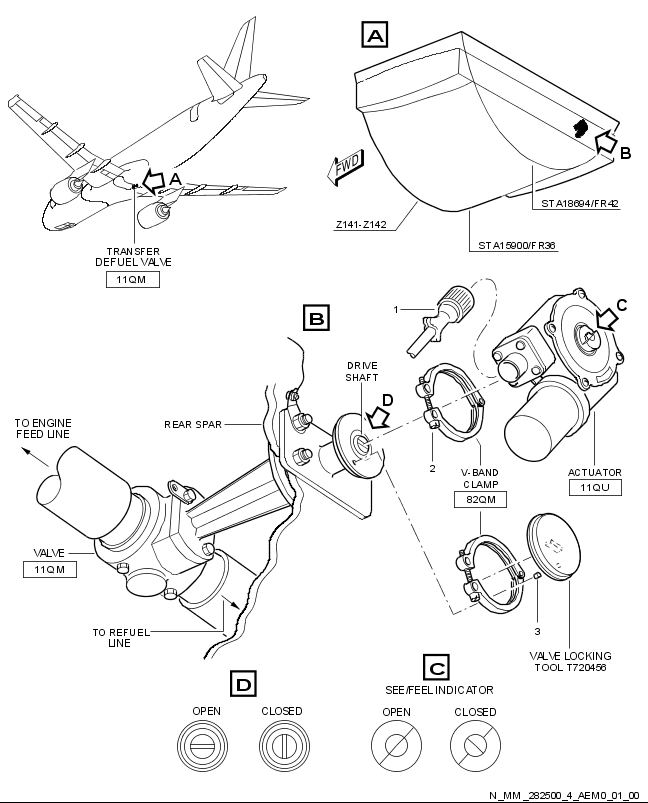 A
FWD
B
A
STA18694/FR42
Z141-Z142
STA15900/FR36
TRANSFER
DEFUEL VALVE
11QM
B
1
C
DRIVE
SHAFT
D
TO ENGINE
FEED LINE
REAR SPAR
2
V-BAND
CLAMP
82QM
ACTUATOR
11QU
VALVE
11QM
TO REFUEL
LINE
3
VALVE LOCKING
TOOL T720456
D
OPEN
CLOSED
C
SEE/FEEL INDICATOR
OPEN
CLOSED
N_MM_282500_4_AEM0_01_00